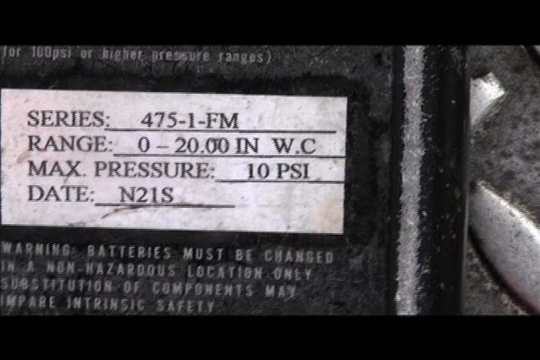 for 100psi or higher pressure ranges)
SERIES: 475-1-FM
RANGE: 0 – 20.00 IN W.C
MAX. PRESSURE: 10 PSI
DATE: N21S
WARNING: BATTERIES MUST BE CHANGED
IN A NON-HAZARDOUS LOCATION ONLY
SUBSTITUTION OF COMPONENTS MAY
IMPARE INTRINSIC SAFETY